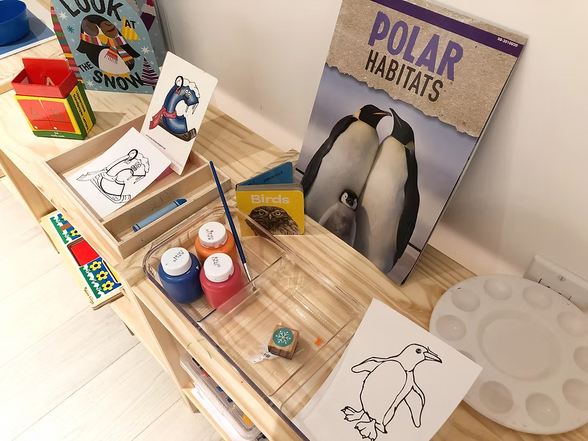 LOOK
AT
THE
SNOW
POLAR
HABITATS
Birds